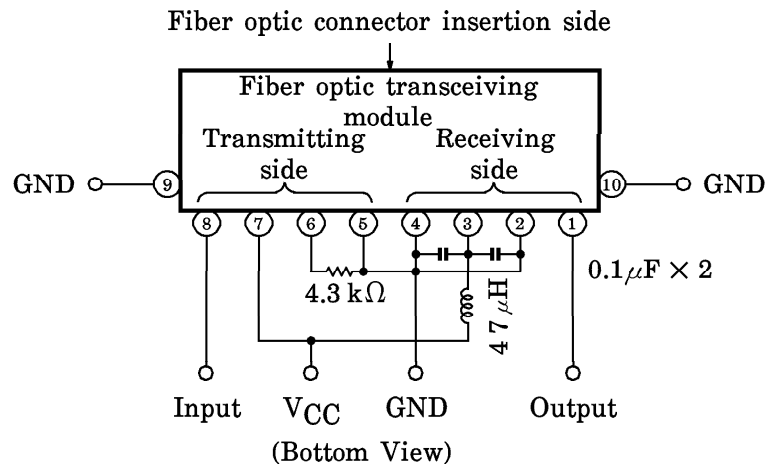 Fiber optic connector insertion side
Fiber optic transceiving
module
Transmitting
side
Receiving
side
GND
9
10
GND
8
7
6
5
4
3
2
1
4.3 kΩ
47 μH
0.1μF × 2
Input
VCC
GND
Output
(Bottom View)